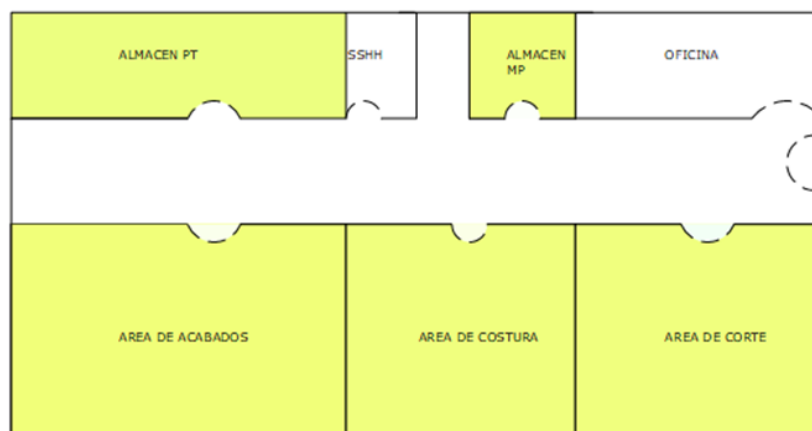 ALMACEN PT
SSHH
ALMACEN
MP
OFICINA
AREA DE ACABADOS
AREA DE COSTURA
AREA DE CORTE